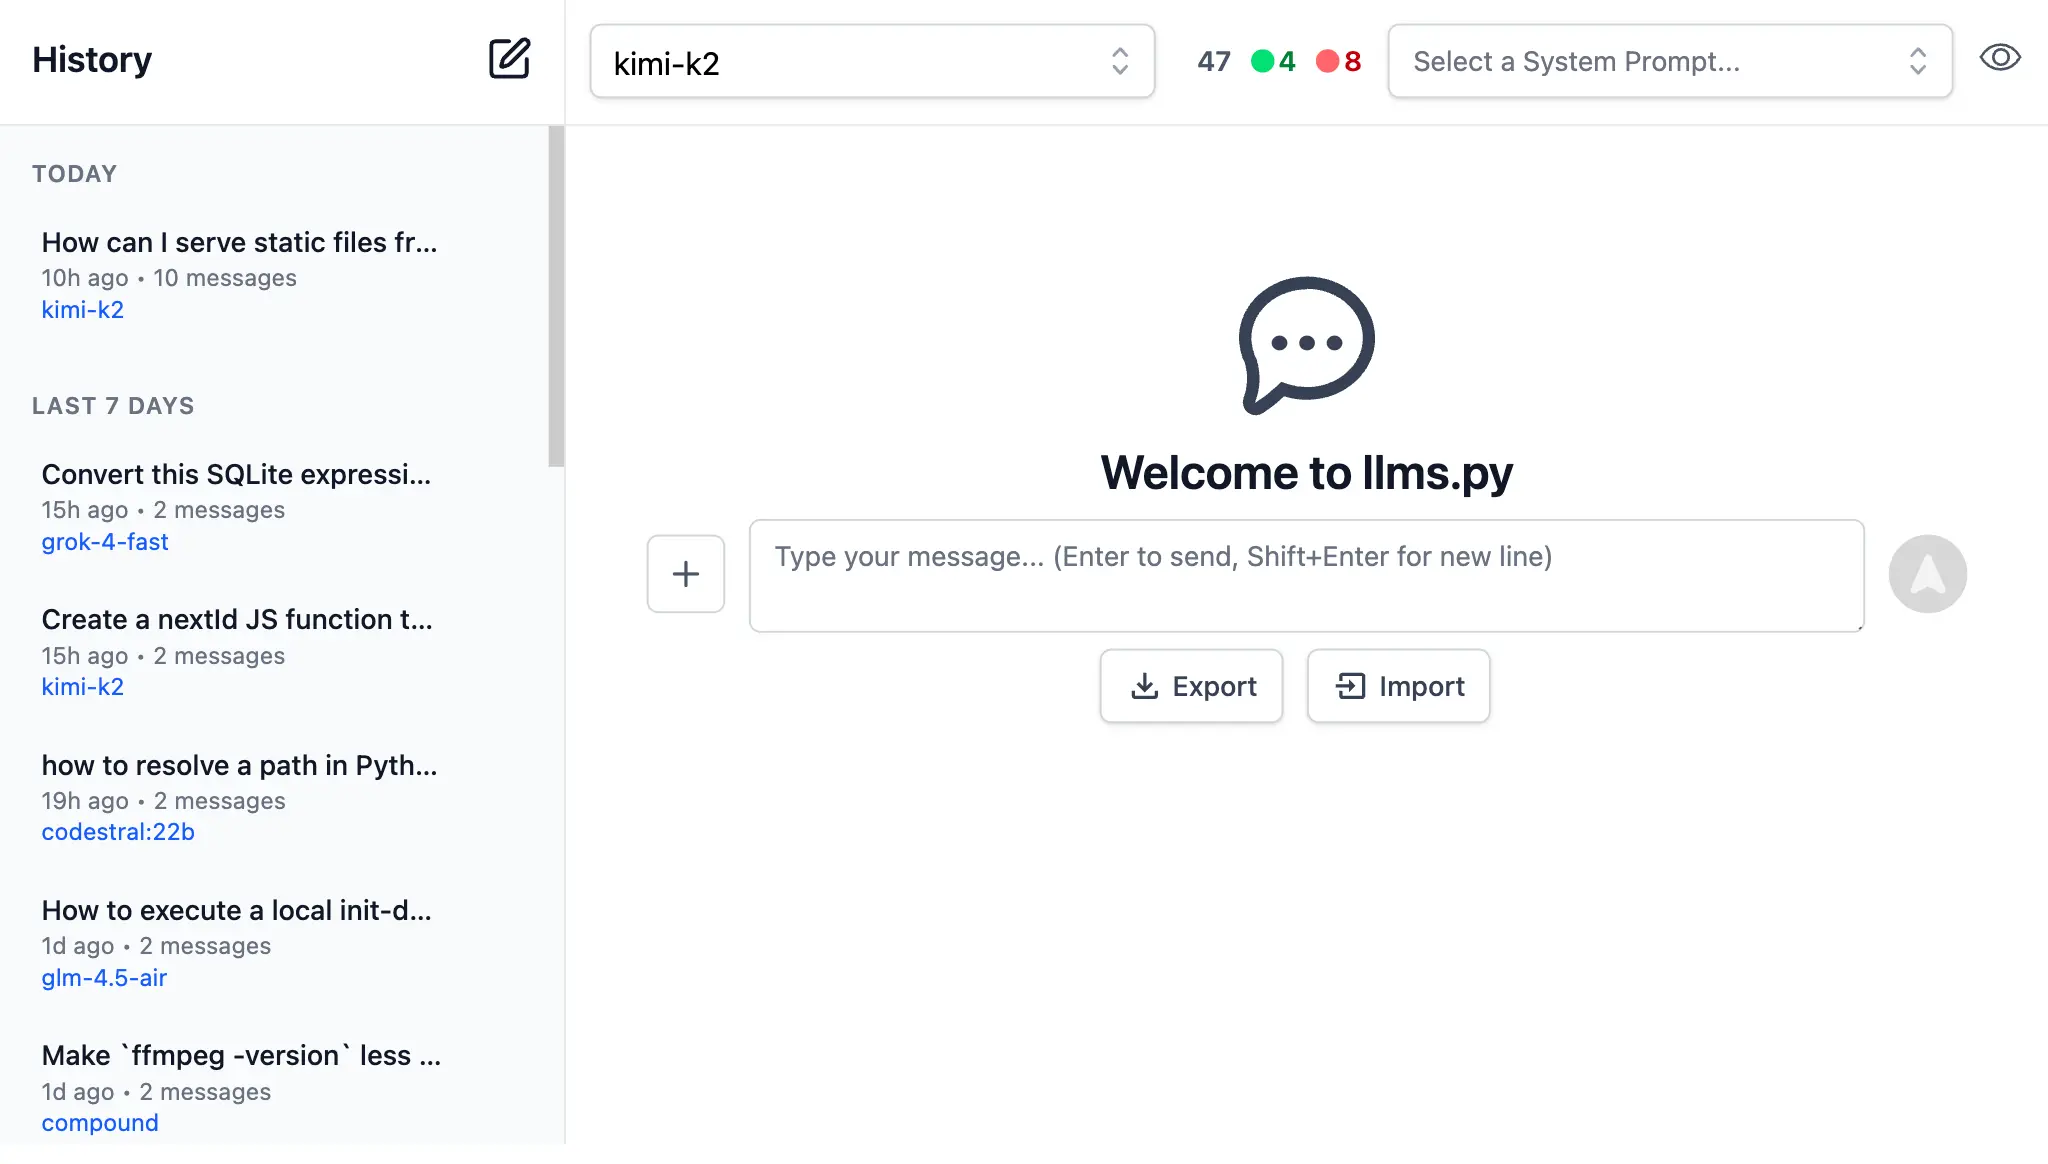 History
kimi-k2
47 4 8
Select a System Prompt...
TODAY
How can I serve static files fr...
10h ago • 10 messages
kimi-k2
LAST 7 DAYS
Convert this SQLite expressi...
15h ago • 2 messages
grok-4-fast
Create a nextId JS function t...
15h ago • 2 messages
kimi-k2
how to resolve a path in Pyth...
19h ago • 2 messages
codestral:22b
How to execute a local init-d...
1d ago • 2 messages
glm-4.5-air
Make `ffmpeg -version` less ...
1d ago • 2 messages
compound
Welcome to llms.py
Type your message... (Enter to send, Shift+Enter for new line)
Export
Import